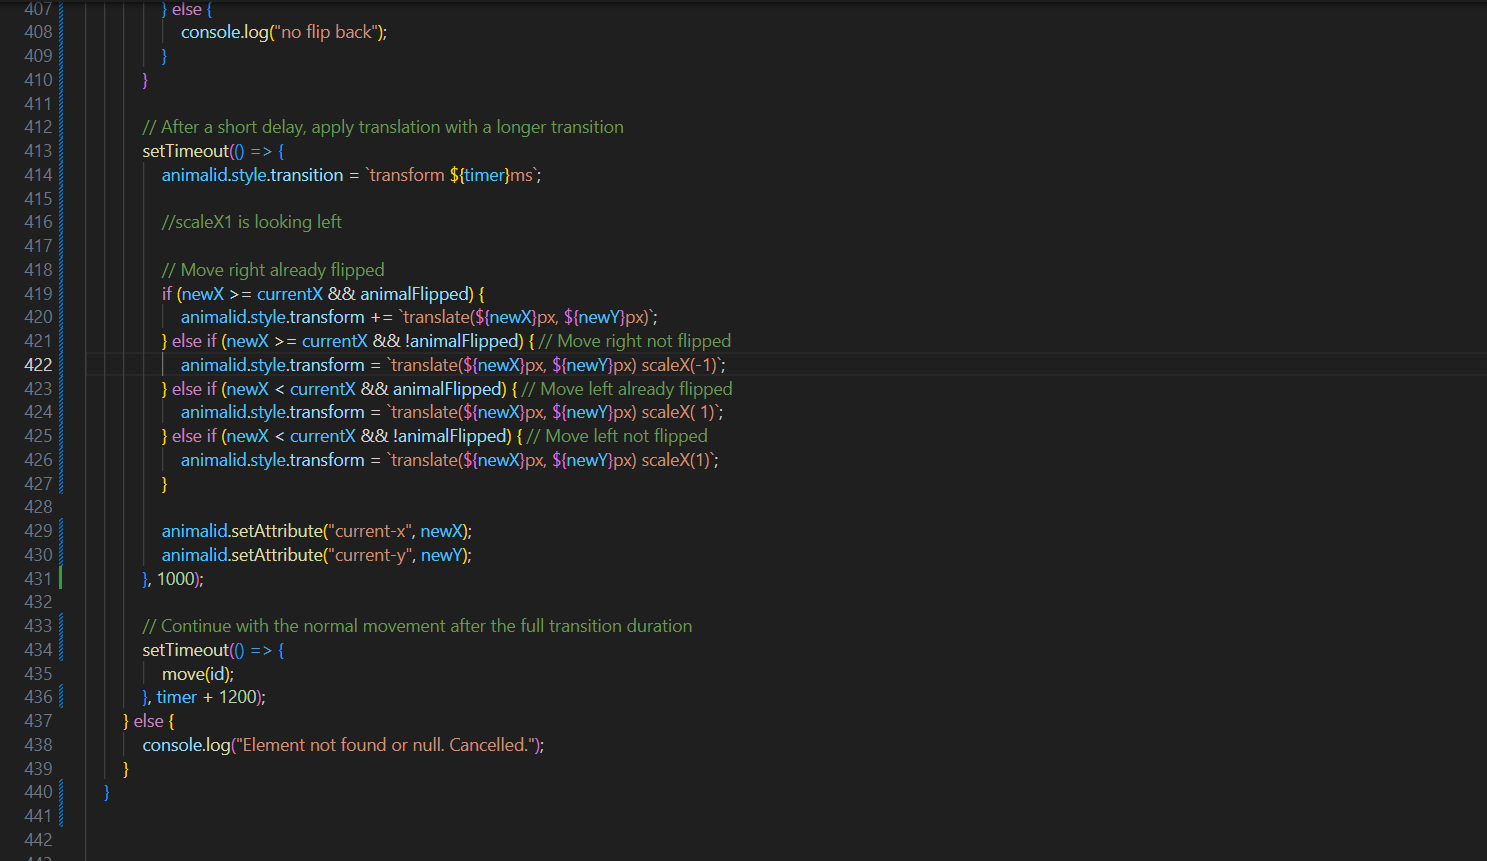 407 } else {
408 console.log("no flip back");
409 }
410 }
411
412 // After a short delay, apply translation with a longer transition
413 setTimeout(() => {
414 animalid.style.transition = `transform ${timer}ms`;
415
416 //scaleX1 is looking left
417
418 // Move right already flipped
419 if (newX >= currentX && animalFlipped) {
420 animalid.style.transform += `translate(${newX}px, ${newY}px)`;
421 } else if (newX >= currentX && !animalFlipped) { // Move right not flipped
422 animalid.style.transform = `translate(${newX}px, ${newY}px) scaleX(-1)`;
423 } else if (newX < currentX && animalFlipped) { // Move left already flipped
424 animalid.style.transform = `translate(${newX}px, ${newY}px) scaleX( 1)`;
425 } else if (newX < currentX && !animalFlipped) { // Move left not flipped
426 animalid.style.transform = `translate(${newX}px, ${newY}px) scaleX(1)`;
427 }
428
429 animalid.setAttribute("current-x", newX);
430 animalid.setAttribute("current-y", newY);
431 }, 1000);
432
433 // Continue with the normal movement after the full transition duration
434 setTimeout(() => {
435 move(id);
436 }, timer + 1200);
437 } else {
438 console.log("Element not found or null. Cancelled.");
439 }
440 }
441
442